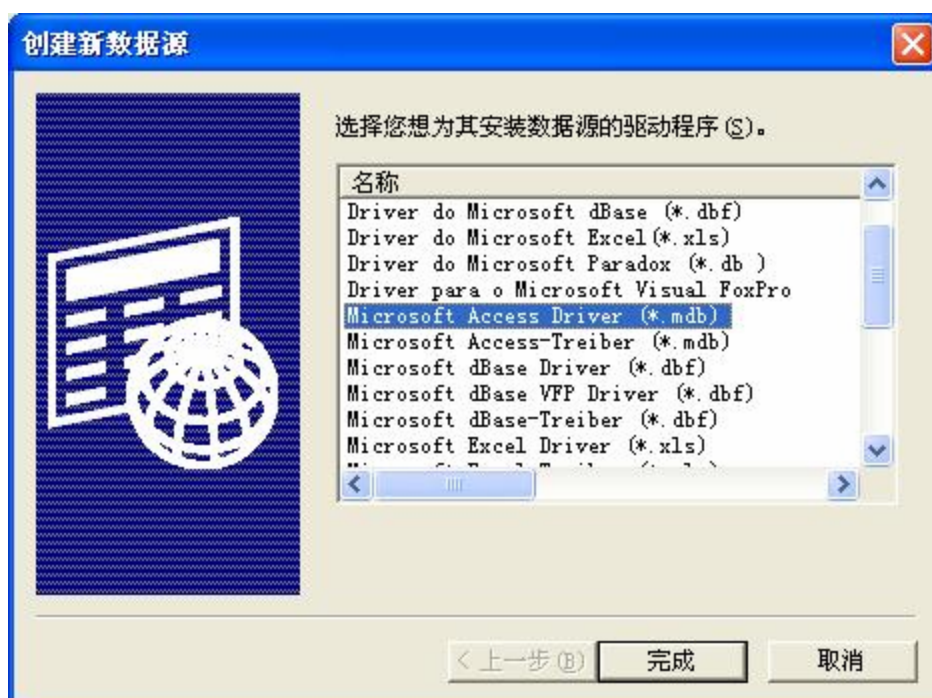 创建新数据源
选择您想为其安装数据源的驱动程序(S)。
名称
Driver do Microsoft dBase (*.dbf)
Driver do Microsoft Excel(*.xls)
Driver do Microsoft Paradox (*.db )
Driver para o Microsoft Visual FoxPro
Microsoft Access Driver (*.mdb)
Microsoft Access-Treiber (*.mdb)
Microsoft dBase Driver (*.dbf)
Microsoft dBase VFP Driver (*.dbf)
Microsoft dBase-Treiber (*.dbf)
Microsoft Excel Driver (*.xls)
< 上一步(B)
完成
取消